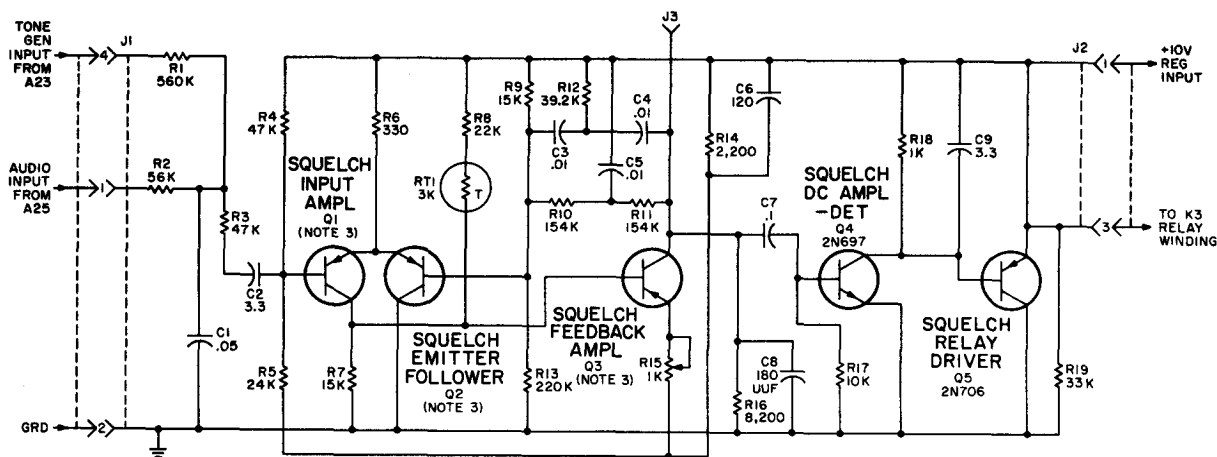 TONE
GEN
INPUT
FROM
A23
4
J1
R1
560K
AUDIO
INPUT
FROM
A25
1
R2
56K
R3
47K
C2
3.3
C1
.05
GRD
2
R4
47K
R5
24K
R6
330
SQUELCH
INPUT
AMPL
Q1
(NOTE 3)
R7
15K
R8
22K
RT1
3K
T
SQUELCH
EMITTER
FOLLOWER
Q2
(NOTE 3)
R9
15K
R12
39.2K
C3
.01
C4
.01
C5
.01
R10
154K
R11
154K
R13
220K
J3
SQUELCH
FEEDBACK
AMPL
Q3
(NOTE 3)
R15
1K
R14
2,200
C6
120
C7
.1
R16
8,200
C8
180
UUF
SQUELCH
DC AMPL
-DET
Q4
2N697
R17
10K
R18
1K
C9
3.3
SQUELCH
RELAY
DRIVER
Q5
2N706
R19
33K
J2
1
+10V
REG
INPUT
3
TO K3
RELAY
WINDING